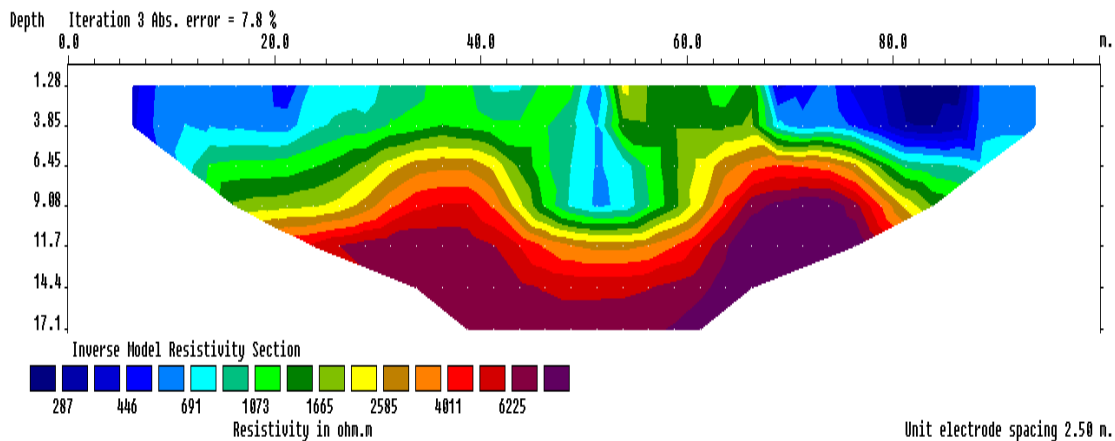 Depth Iteration 3 Abs. error = 7.8 %
0.0 20.0 40.0 60.0 80.0 m.
1.28
3.85
6.45
9.08
11.7
14.4
17.1
Inverse Model Resistivity Section
287 446 691 1073 1665 2585 4011 6225
Resistivity in ohm.m
Unit electrode spacing 2.50 m.